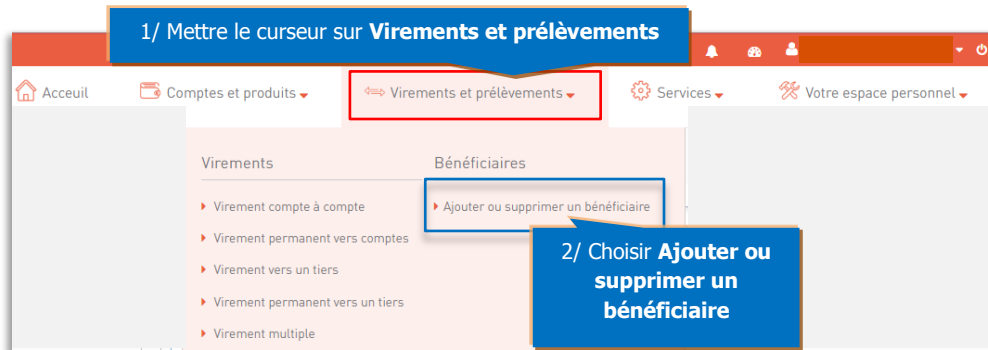 1/ Mettre le curseur sur Virements et prélèvements
Acceuil
Comptes et produits
Virements et prélèvements
Services
Votre espace personnel
Virements
Bénéficiaires
Virement compte à compte
Ajouter ou supprimer un bénéficiaire
Virement permanent vers comptes
Virement vers un tiers
Virement permanent vers un tiers
Virement multiple
2/ Choisir Ajouter ou
supprimer un
bénéficiaire